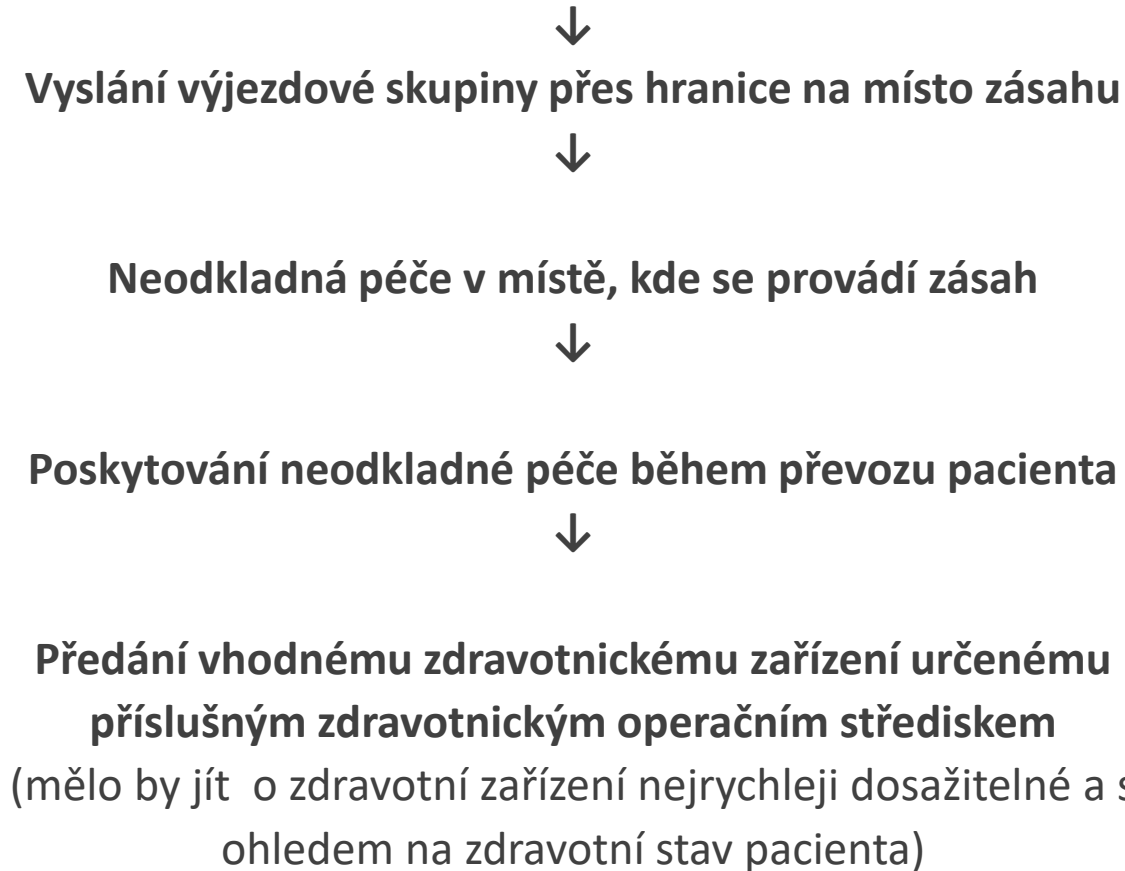 ↓
Vyslání výjezdové skupiny přes hranice na místo zásahu
↓
Neodkladná péče v místě, kde se provádí zásah
↓
Poskytování neodkladné péče během převozu pacienta
↓
Předání vhodnému zdravotnickému zařízení určenému
příslušným zdravotnickým operačním střediskem
(mělo by jít o zdravotní zařízení nejrychleji dosažitelné a s
ohledem na zdravotní stav pacienta)